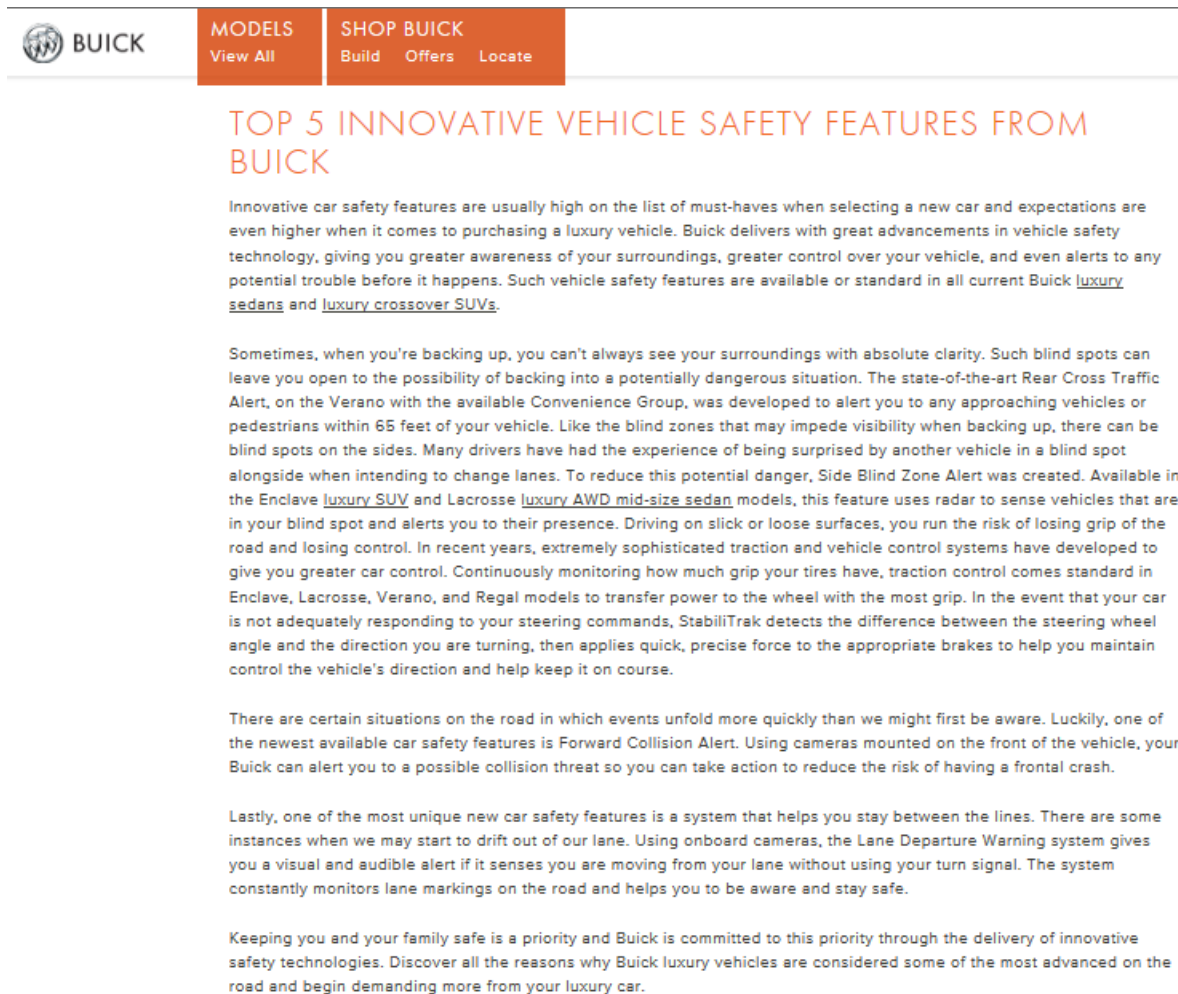 BUICK
MODELS
View All
SHOP BUICK
Build Offers Locate
TOP 5 INNOVATIVE VEHICLE SAFETY FEATURES FROM
BUICK
Innovative car safety features are usually high on the list of must-haves when selecting a new car and expectations are
even higher when it comes to purchasing a luxury vehicle. Buick delivers with great advancements in vehicle safety
technology, giving you greater awareness of your surroundings, greater control over your vehicle, and even alerts to any
potential trouble before it happens. Such vehicle safety features are available or standard in all current Buick luxury
sedans and luxury crossover SUVs.
Sometimes, when you're backing up, you can't always see your surroundings with absolute clarity. Such blind spots can
leave you open to the possibility of backing into a potentially dangerous situation. The state-of-the-art Rear Cross Traffic
Alert, on the Verano with the available Convenience Group, was developed to alert you to any approaching vehicles or
pedestrians within 65 feet of your vehicle. Like the blind zones that may impede visibility when backing up, there can be
blind spots on the sides. Many drivers have had the experience of being surprised by another vehicle in a blind spot
alongside when intending to change lanes. To reduce this potential danger, Side Blind Zone Alert was created. Available in
the Enclave luxury SUV and Lacrosse luxury AWD mid-size sedan models, this feature uses radar to sense vehicles that are
in your blind spot and alerts you to their presence. Driving on slick or loose surfaces, you run the risk of losing grip of the
road and losing control. In recent years, extremely sophisticated traction and vehicle control systems have developed to
give you greater car control. Continuously monitoring how much grip your tires have, traction control comes standard in
Enclave, Lacrosse, Verano, and Regal models to transfer power to the wheel with the most grip. In the event that your car
is not adequately responding to your steering commands, StabiliTrak detects the difference between the steering wheel
angle and the direction you are turning, then applies quick, precise force to the appropriate brakes to help you maintain
control the vehicle's direction and help keep it on course.
There are certain situations on the road in which events unfold more quickly than we might first be aware. Luckily, one of
the newest available car safety features is Forward Collision Alert. Using cameras mounted on the front of the vehicle, your
Buick can alert you to a possible collision threat so you can take action to reduce the risk of having a frontal crash.
Lastly, one of the most unique new car safety features is a system that helps you stay between the lines. There are some
instances when we may start to drift out of our lane. Using onboard cameras, the Lane Departure Warning system gives
you a visual and audible alert if it senses you are moving from your lane without using your turn signal. The system
constantly monitors lane markings on the road and helps you to be aware and stay safe.
Keeping you and your family safe is a priority and Buick is committed to this priority through the delivery of innovative
safety technologies. Discover all the reasons why Buick luxury vehicles are considered some of the most advanced on the
road and begin demanding more from your luxury car.